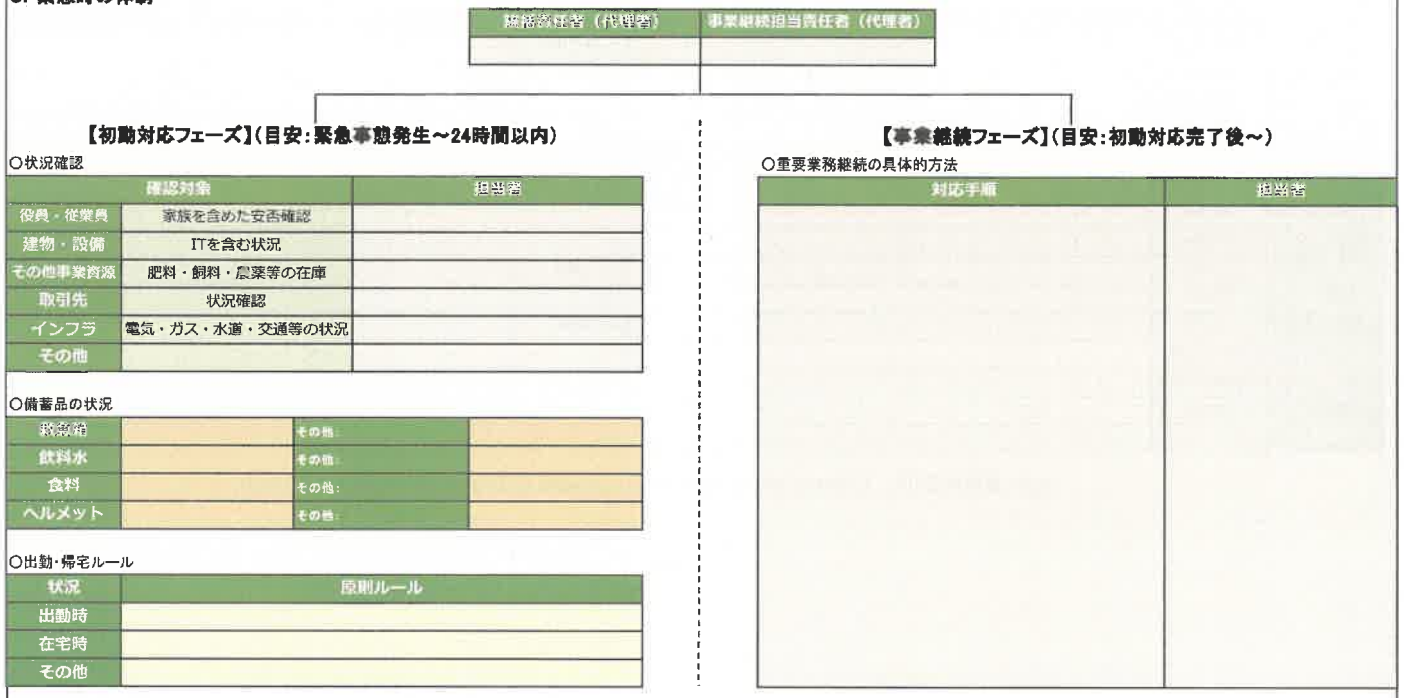 統括責任者（代理者） 事業継続担当責任者（代理者）
【初動対応フェーズ】(目安：緊急事態発生～24時間以内)
〇状況確認
確認対象 担当者
役員・従業員 家族を含めた安否確認
建物・設備 ITを含む状況
その他事業資源 肥料・飼料・農薬等の在庫
取引先 状況確認
インフラ 電気・ガス・水道・交通等の状況
その他
〇備蓄品の状況
救急箱 その他：
飲料水 その他：
食料 その他：
ヘルメット その他：
〇出勤・帰宅ルール
状況 原則ルール
出勤時
在宅時
その他
【事業継続フェーズ】(目安：初動対応完了後～)
〇重要業務継続の具体的方法
対応手順 担当者